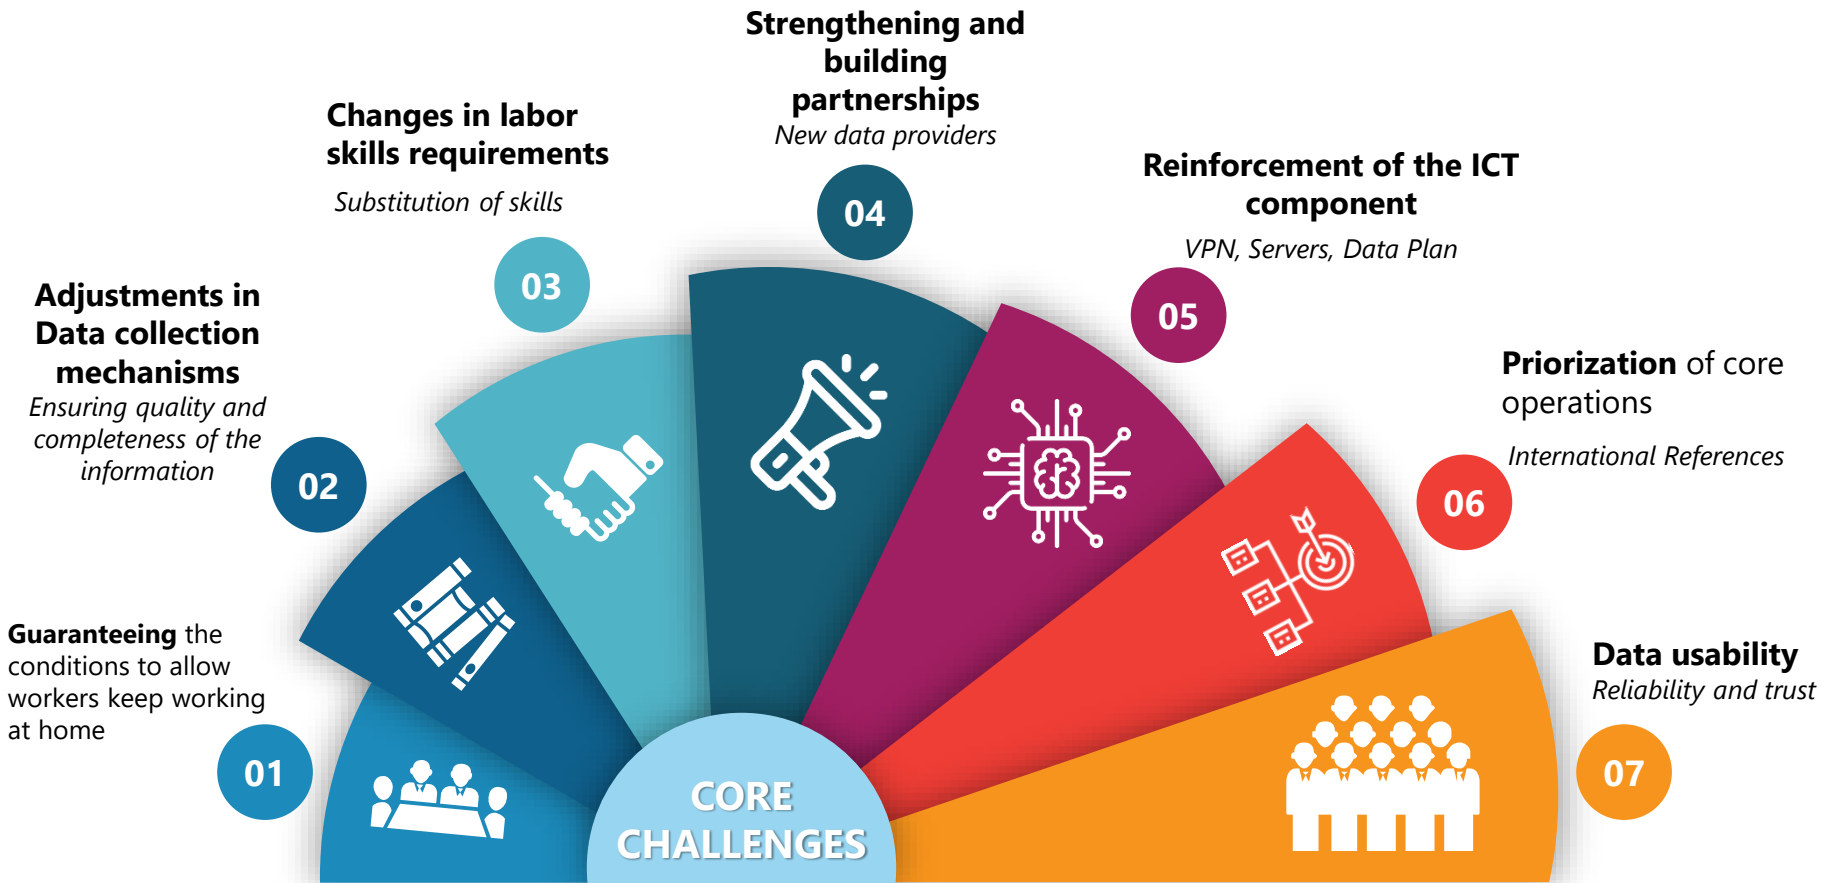 Guaranteeing the
conditions to allow
workers keep working
at home
01
Adjustments in
Data collection
mechanisms
Ensuring quality and
completeness of the
information
02
Changes in labor
skills requirements
Substitution of skills
03
Strengthening and
building
partnerships
New data providers
04
Reinforcement of the ICT
component
VPN, Servers, Data Plan
05
Priorization of core
operations
International References
06
Data usability
Reliability and trust
07
CORE
CHALLENGES